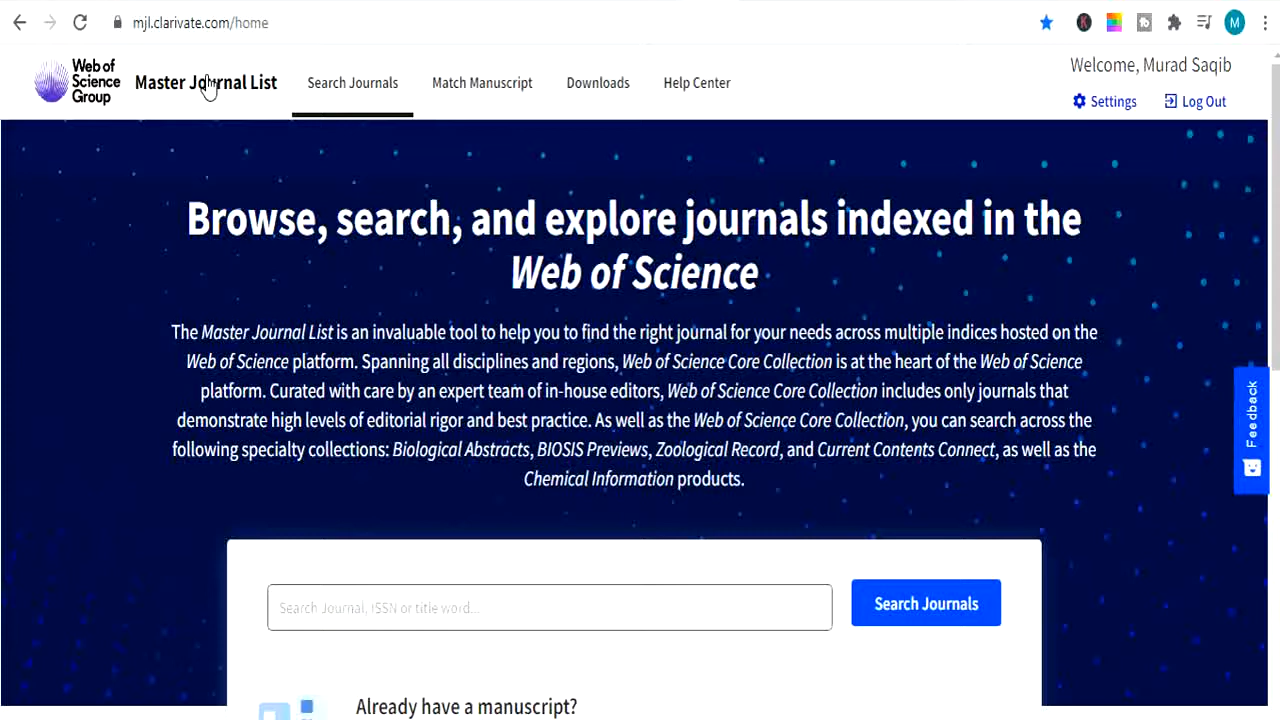 mjl.clarivate.com/home
K
M
Web of
Science
Group
Master Journal List
Search Journals
Match Manuscript
Downloads
Help Center
Welcome, Murad Saqib
Settings
Log Out
Browse, search, and explore journals indexed in the
Web of Science
The Master Journal List is an invaluable tool to help you to find the right journal for your needs across multiple indices hosted on the
Web of Science platform. Spanning all disciplines and regions, Web of Science Core Collection is at the heart of the Web of Science
platform. Curated with care by an expert team of in-house editors, Web of Science Core Collection includes only journals that
demonstrate high levels of editorial rigor and best practice. As well as the Web of Science Core Collection, you can search across the
following specialty collections: Biological Abstracts, BIOSIS Previews, Zoological Record, and Current Contents Connect, as well as the
Chemical Information products.
Feedback
Search Journal, ISSN or title word...
Search Journals
Already have a manuscript?